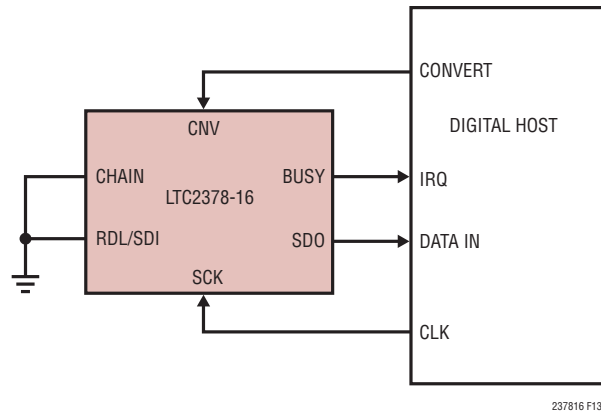 CONVERT
CNV
DIGITAL HOST
CHAIN
BUSY
IRQ
LTC2378-16
RDL/SDI
SDO
DATA IN
SCK
CLK
237816 F13